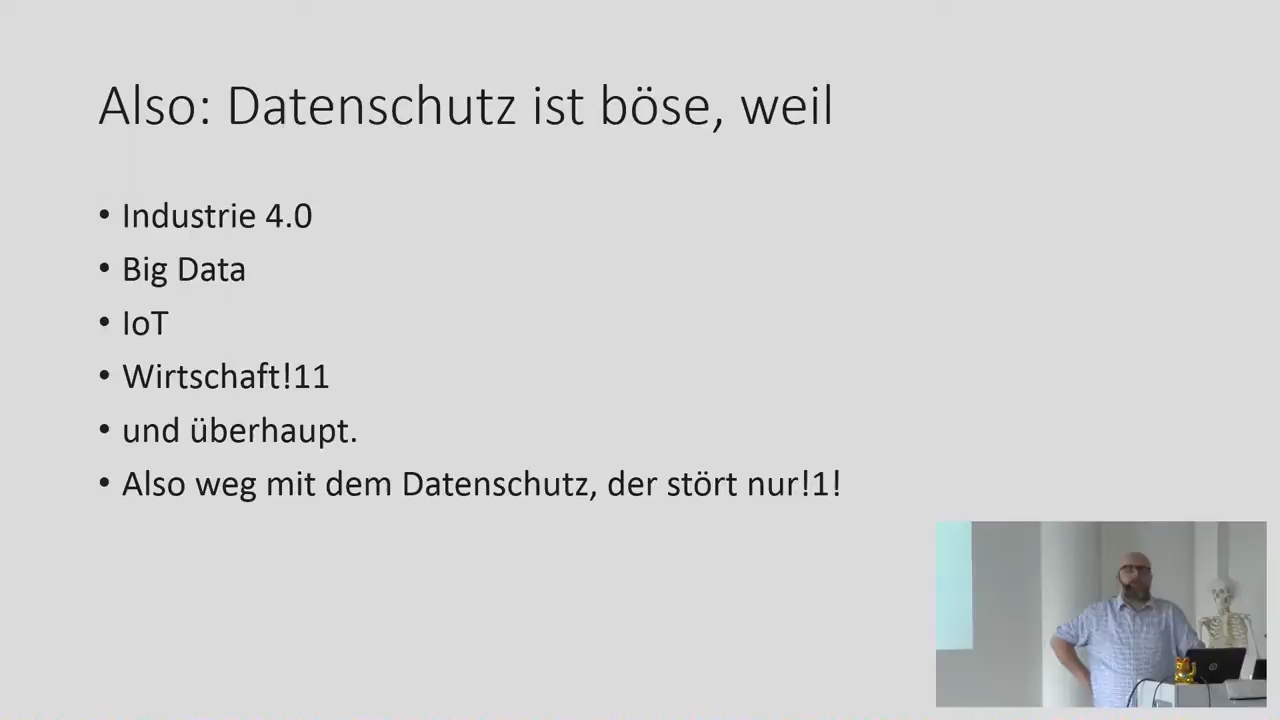 Also: Datenschutz ist böse, weil
• Industrie 4.0
• Big Data
• IoT
• Wirtschaft!11
• und überhaupt.
• Also weg mit dem Datenschutz, der stört nur!1!